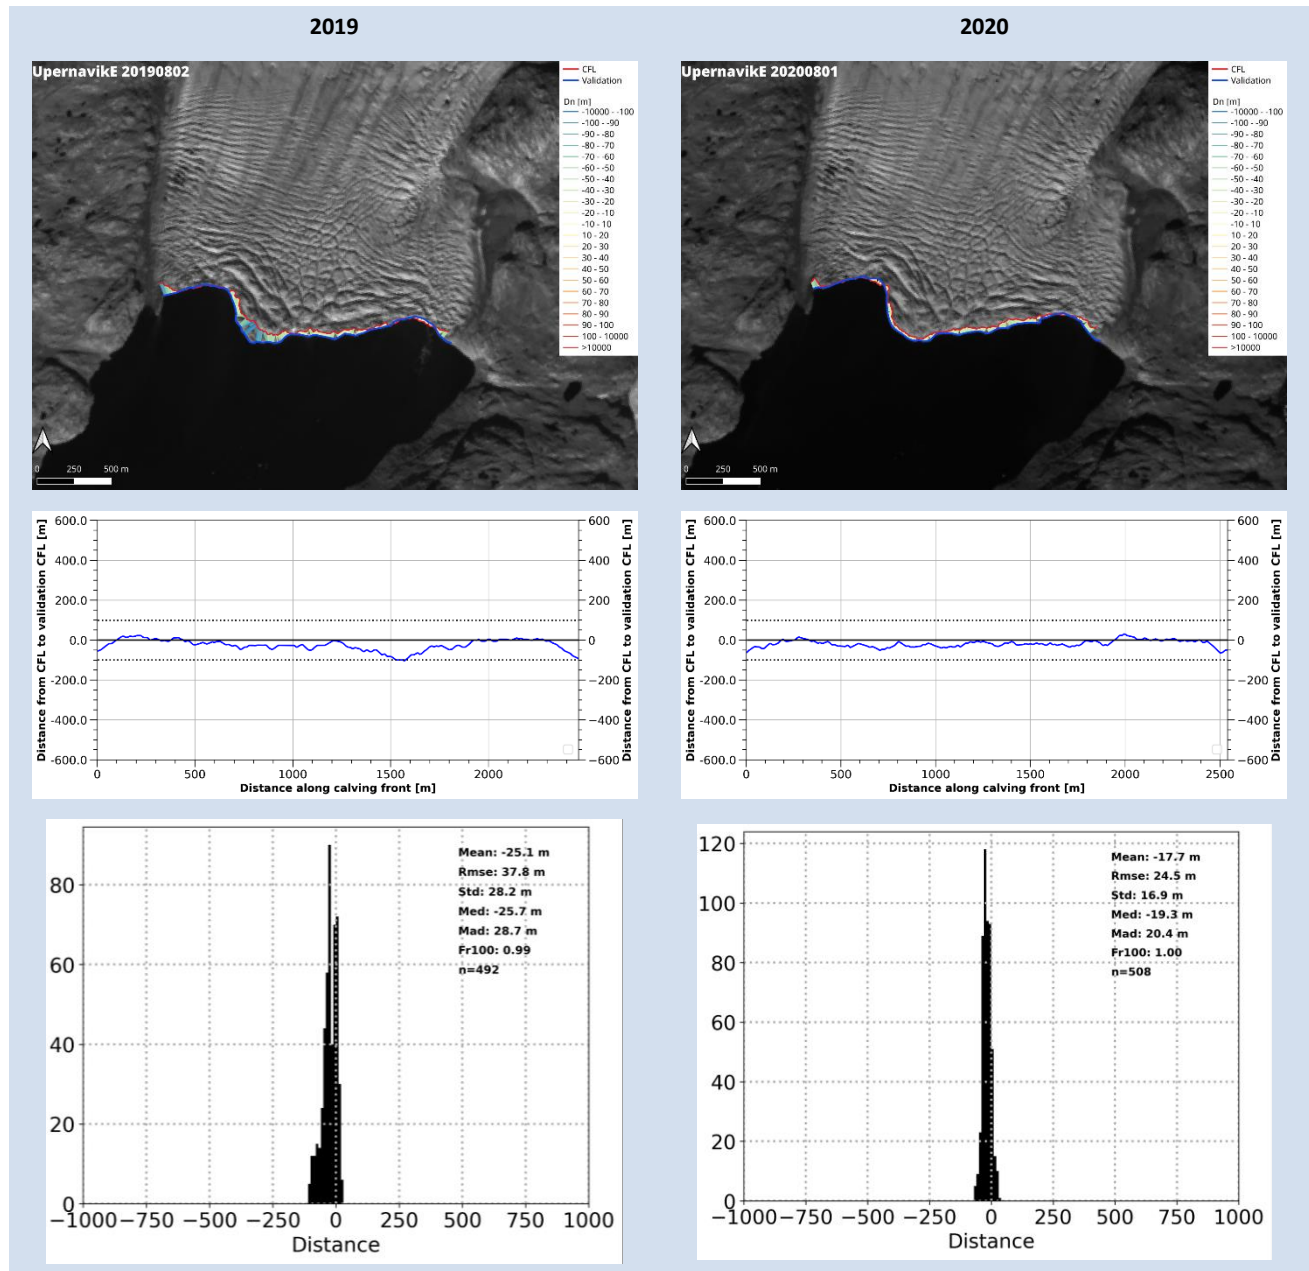 2019
2020
UpernavikE 20190802
CFL
Validation
Dn [m]
-10000 - -100
-100 - -90
-90 - -80
-80 - -70
-70 - -60
-60 - -50
-50 - -40
-40 - -30
-30 - -20
-20 - -10
-10 - 10
10 - 20
20 - 30
30 - 40
40 - 50
50 - 60
60 - 70
70 - 80
80 - 90
90 - 100
100 - 10000
>10000
0 250 500 m
UpernavikE 20200801
CFL
Validation
Dn [m]
-10000 - -100
-100 - -90
-90 - -80
-80 - -70
-70 - -60
-60 - -50
-50 - -40
-40 - -30
-30 - -20
-20 - -10
-10 - 10
10 - 20
20 - 30
30 - 40
40 - 50
50 - 60
60 - 70
70 - 80
80 - 90
90 - 100
100 - 10000
>10000
0 250 500 m
Distance from CFL to validation CFL [m]
600.0
400.0
200.0
0.0
-200.0
-400.0
-600.0
600
400
200
0
−200
−400
−600
Distance from CFL to validation CFL [m]
0 500 1000 1500 2000
Distance along calving front [m]
Distance from CFL to validation CFL [m]
600.0
400.0
200.0
0.0
-200.0
-400.0
-600.0
600
400
200
0
−200
−400
−600
Distance from CFL to validation CFL [m]
0 500 1000 1500 2000 2500
Distance along calving front [m]
80
60
40
20
0
Mean: -25.1 m
Rmse: 37.8 m
Std: 28.2 m
Med: -25.7 m
Mad: 28.7 m
Fr100: 0.99
n=492
−1000 −750 −500 −250 0 250 500 750 1000
Distance
120
100
80
60
40
20
0
Mean: -17.7 m
Rmse: 24.5 m
Std: 16.9 m
Med: -19.3 m
Mad: 20.4 m
Fr100: 1.00
n=508
−1000 −750 −500 −250 0 250 500 750 1000
Distance